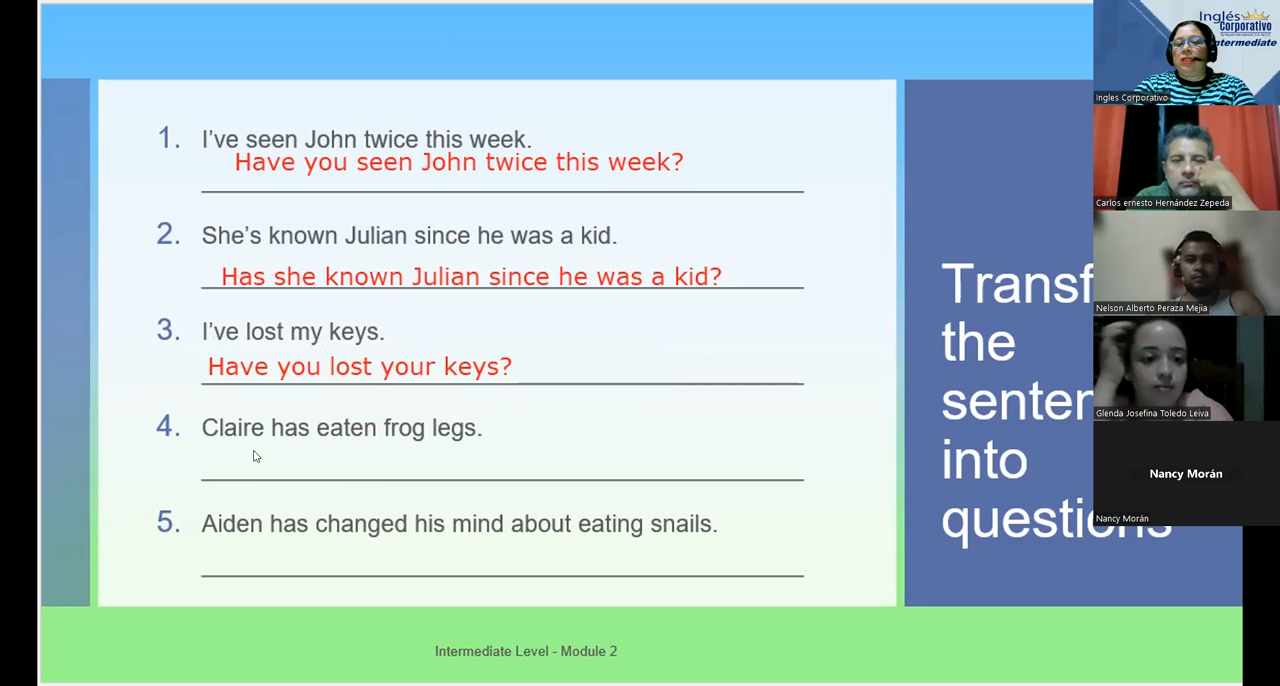 1. I've seen John twice this week.
Have you seen John twice this week?
2. She's known Julian since he was a kid.
Has she known Julian since he was a kid?
3. I've lost my keys.
Have you lost your keys?
4. Claire has eaten frog legs.
5. Aiden has changed his mind about eating snails.
Intermediate Level - Module 2
Transf
the
senten
into
questions
Inglés
Corporativo
Intermediate
Ingles Corporativo
Carlos ernesto Hernández Zepeda
Nelson Alberto Peraza Mejia
Glenda Josefina Toledo Leiva
Nancy Morán
Nancy Morán